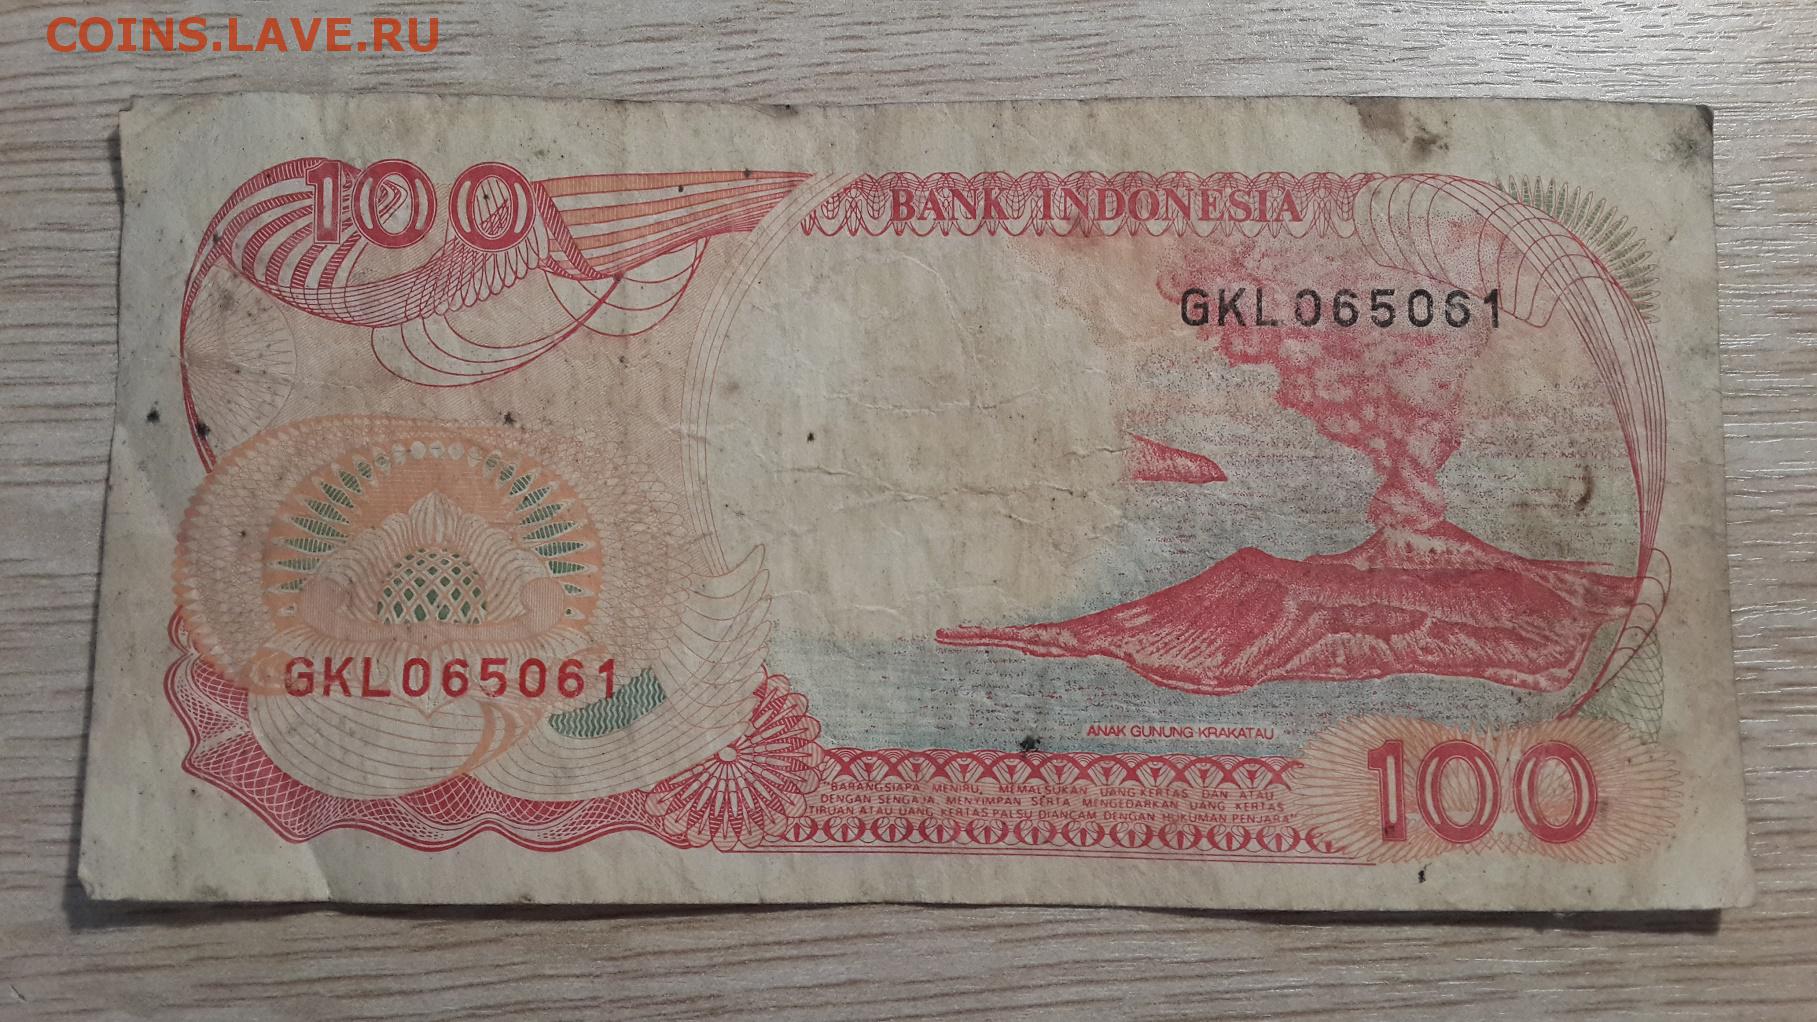 COINS.LAVE.RU
100
BANK INDONESIA
GKL065061
GKL065061
ANAK GUNUNG KRAKATAU
100
"BARANGSIAPA MENIRU, MEMALSUKAN UANG KERTAS DAN ATAU
DENGAN SENGAJA MENYIMPAN SERTA MENGEDARKAN UANG KERTAS
TIRUAN ATAU UANG KERTAS PALSU DIANCAM DENGAN HUKUMAN PENJARA"